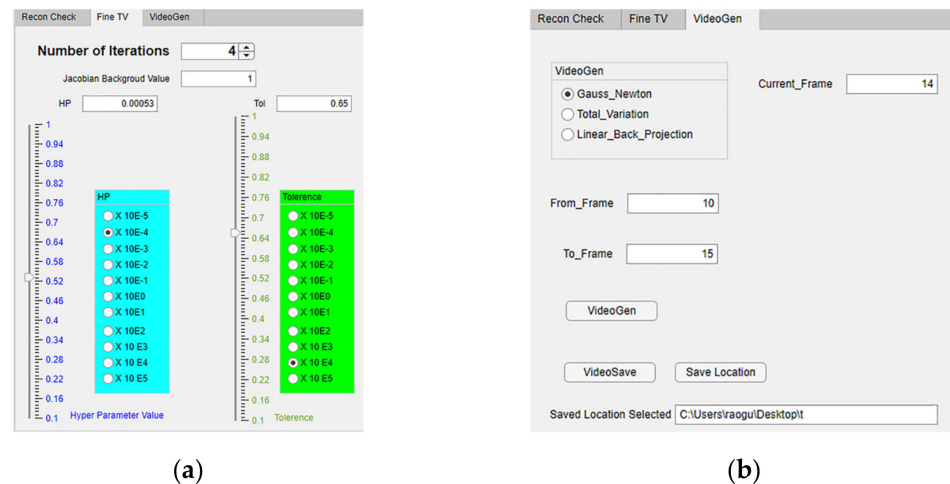 Recon Check Fine TV VideoGen
Number of Iterations 4
Jacobian Backgroud Value 1
HP 0.00053 Tol 0.65
1
0.94
0.88
0.82
0.76
0.7
0.64
0.58
0.52
0.46
0.4
0.34
0.28
0.22
0.16
0.1
HP
X 10E-5
X 10E-4
X 10E-3
X 10E-2
X 10E-1
X 10E0
X 10E1
X 10E2
X 10 E3
X 10 E4
X 10 E5
Hyper Parameter Value
1
0.94
0.88
0.82
0.76
0.7
0.64
0.58
0.52
0.46
0.4
0.34
0.28
0.22
0.16
0.1
Tolerence
X 10E-5
X 10E-4
X 10E-3
X 10E-2
X 10E-1
X 10E0
X 10E1
X 10E2
X 10 E3
X 10 E4
X 10 E5
Tolerence
(a)
Recon Check Fine TV VideoGen
VideoGen
Gauss_Newton
Total_Variation
Linear_Back_Projection
Current_Frame 14
From_Frame 10
To_Frame 15
VideoGen
VideoSave Save Location
Saved Location Selected C:\Users\raogu\Desktop\t
(b)